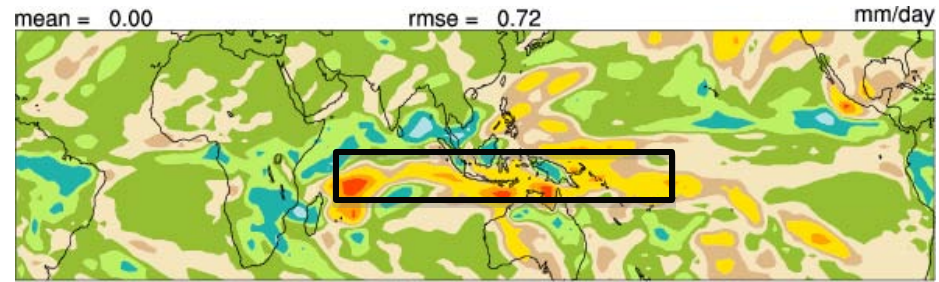 mean = 0.00 rmse = 0.72 mm/day